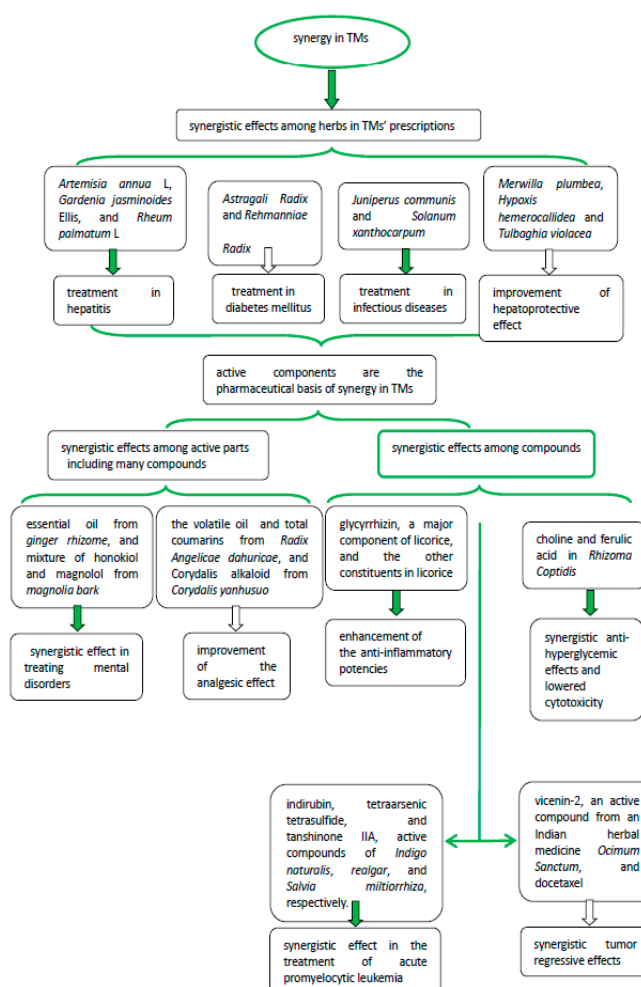 synergy in TMs
synergistic effects among herbs in TMs' prescriptions
Artemisia annua L,
Gardenia jasminoides
Ellis, and Rheum
palmatum L
Astragali Radix
and Rehmanniae
Radix
Juniperus communis
and Solanum
xanthocarpum
Merwilla plumbea,
Hypoxis
hemerocallidea and
Tulbaghia violacea
treatment in
hepatitis
treatment in
diabetes mellitus
treatment in
infectious diseases
improvement of
hepatoprotective
effect
active components are the
pharmaceutical basis of synergy in TMs
synergistic effects among active parts
including many compounds
synergistic effects among compounds
essential oil from
ginger rhizome, and
mixture of honokiol
and magnolol from
magnolia bark
the volatile oil and total
coumarins from Radix
Angelicae dahuricae, and
Corydalis alkaloid from
Corydalis yanhusuo
glycyrrhizin, a major
component of licorice,
and the other
constituents in licorice
choline and ferulic
acid in Rhizoma
Coptidis
synergistic effect in
treating mental
disorders
improvement
of the
analgesic effect
enhancement of
the anti-inflammatory
potencies
synergistic anti-
hyperglycemic
effects and
lowered
cytotoxicity
indirubin, tetraarsenic
tetrasulfide, and
tanshinone IIA, active
compounds of Indigo
naturalis, realgar, and
Salvia miltiorrhiza,
respectively.
vicenin-2, an active
compound from an
Indian herbal
medicine Ocimum
Sanctum, and
docetaxel
synergistic effect in the
treatment of acute
promyelocytic leukemia
synergistic tumor
regressive effects